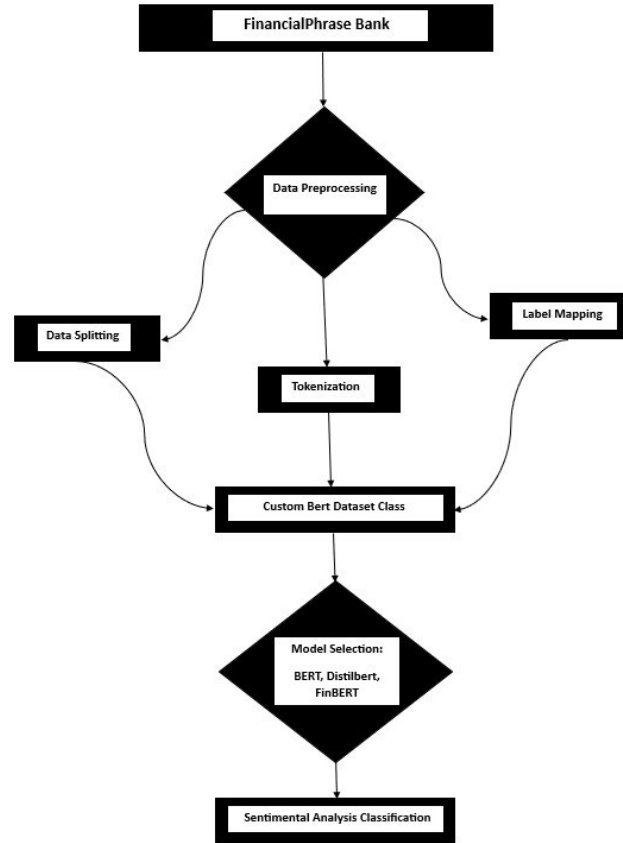 FinancialPhrase Bank
Data Preprocessing
Data Splitting
Label Mapping
Tokenization
Custom Bert Dataset Class
Model Selection:
BERT, Distilbert,
FinBERT
Sentimental Analysis Classification